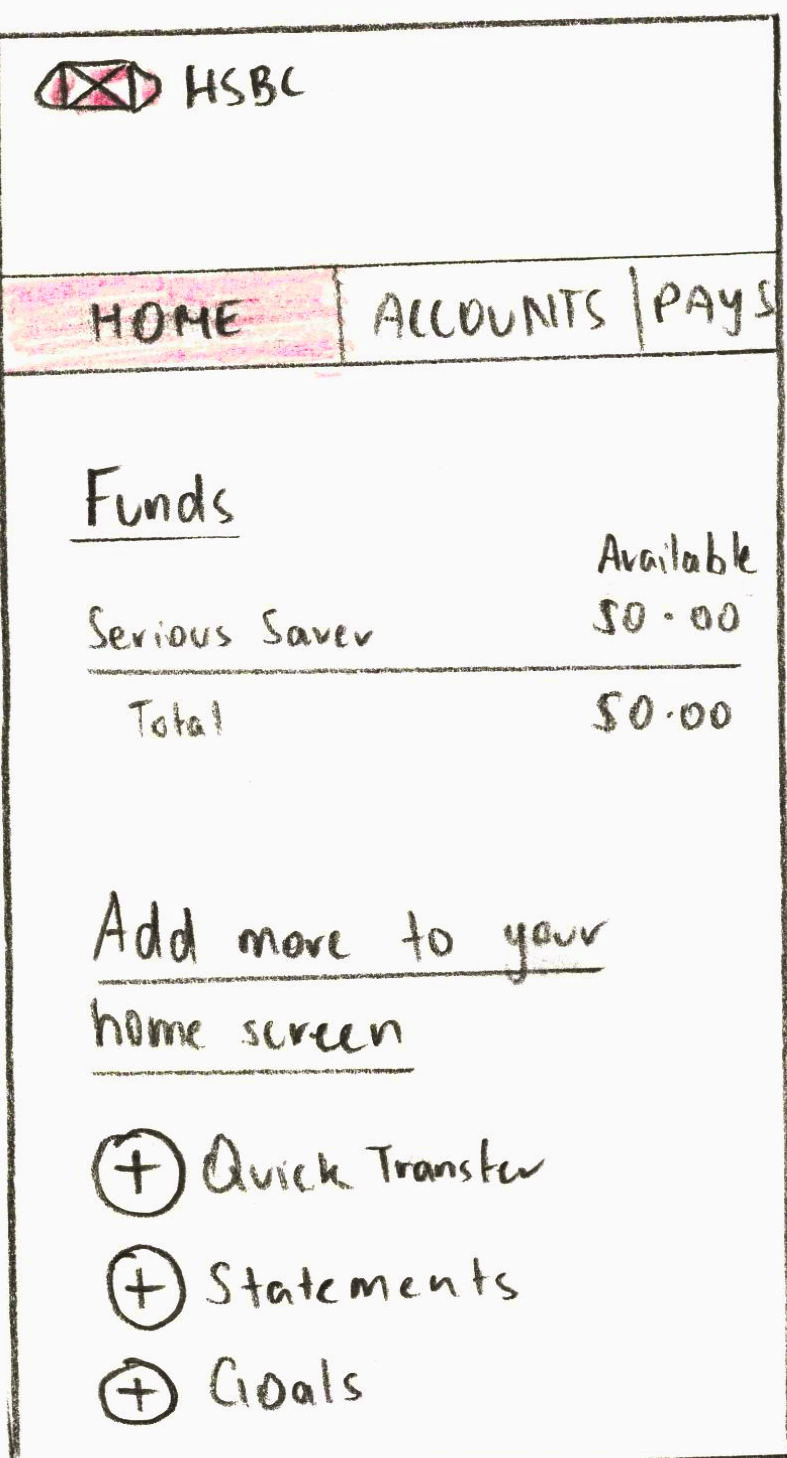 HSBC
HOME ACCOUNTS PAYS
Funds
Available
Serious Saver $0.00
Total $0.00
Add more to your
home screen
+ Quick Transfer
+ Statements
+ Goals